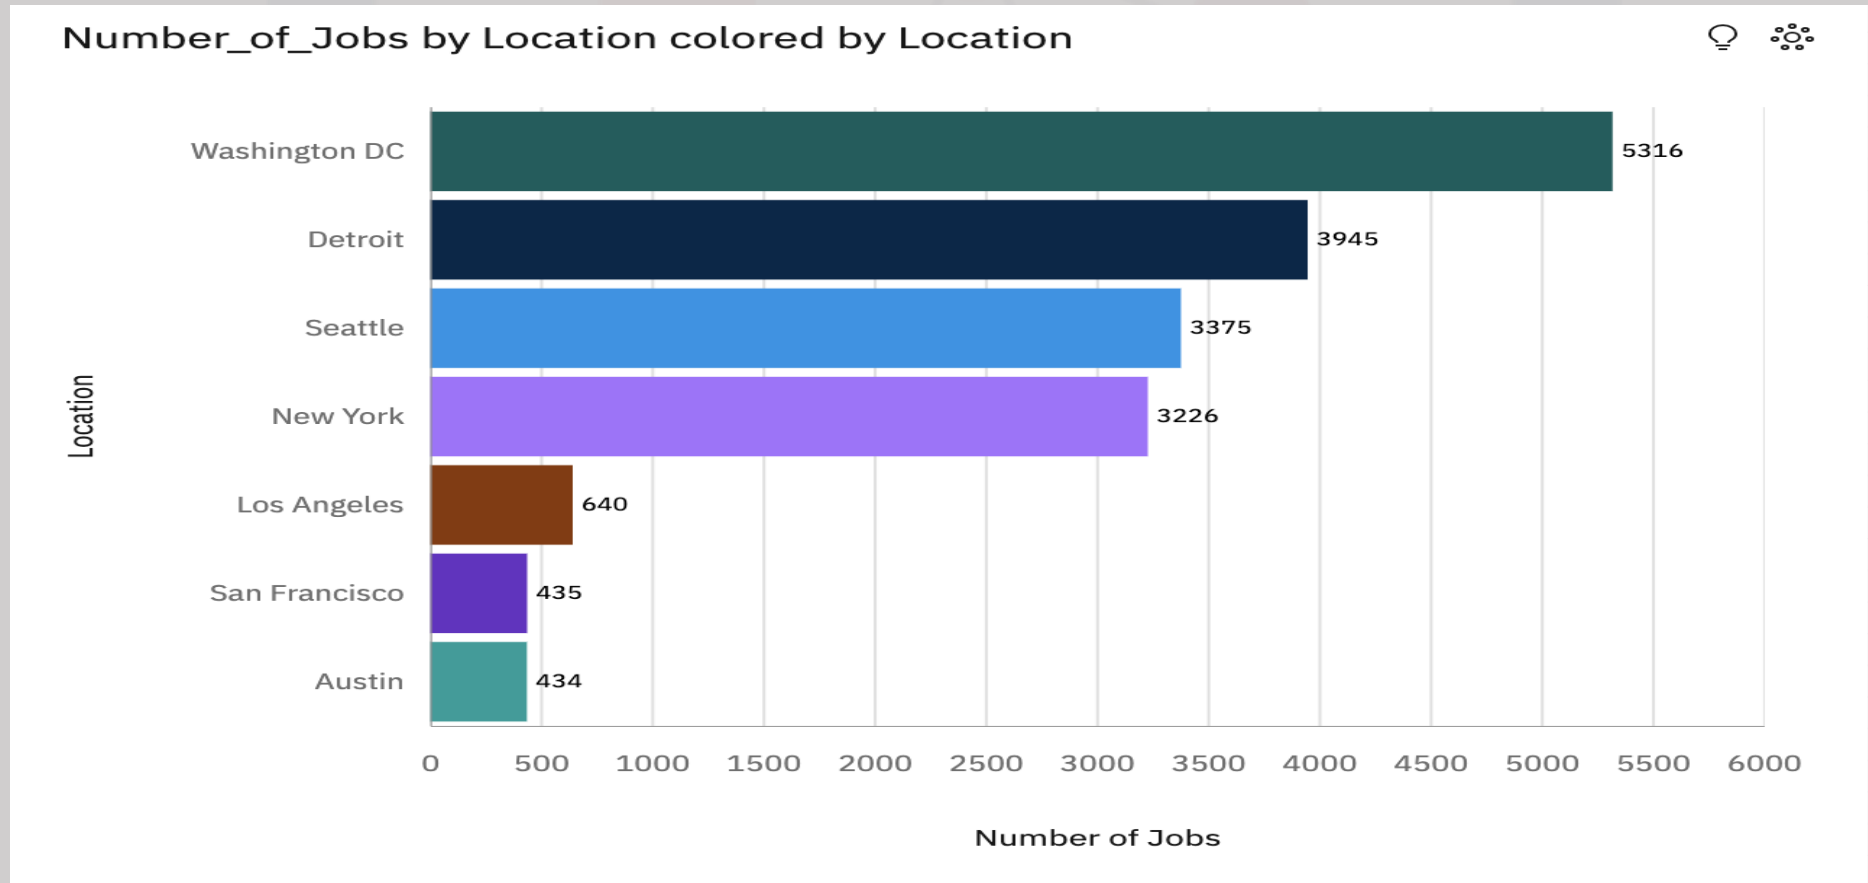 Number_of_Jobs by Location colored by Location
Location
Washington DC 5316
Detroit 3945
Seattle 3375
New York 3226
Los Angeles 640
San Francisco 435
Austin 434
0 500 1000 1500 2000 2500 3000 3500 4000 4500 5000 5500 6000
Number of Jobs